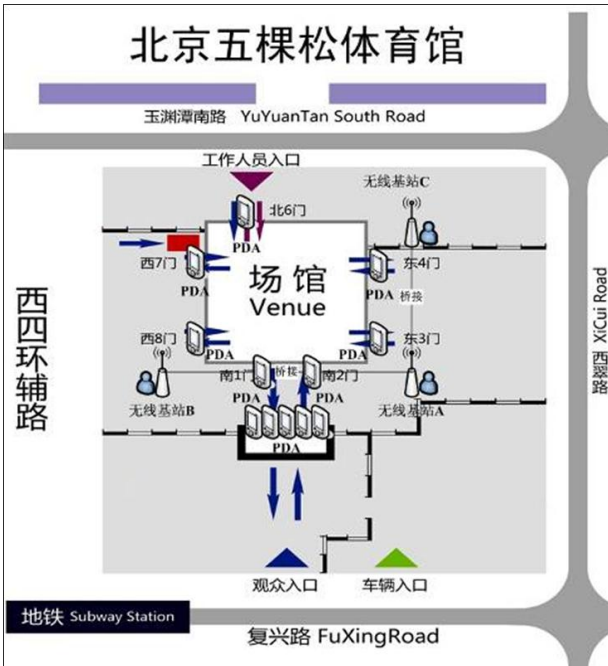 北京五棵松体育馆
玉渊潭南路 YuYuanTan South Road
工作人员入口
无线基站C
北6门
PDA
西7门
PDA
场馆
Venue
东4门
PDA
桥接
西四环辅路
XiCui Road
西翠路
西8门
PDA
东3门
PDA
南1门
桥接
南2门
无线基站B
PDA
PDA
无线基站A
PDA
观众入口
车辆入口
地铁 Subway Station
复兴路 FuXingRoad